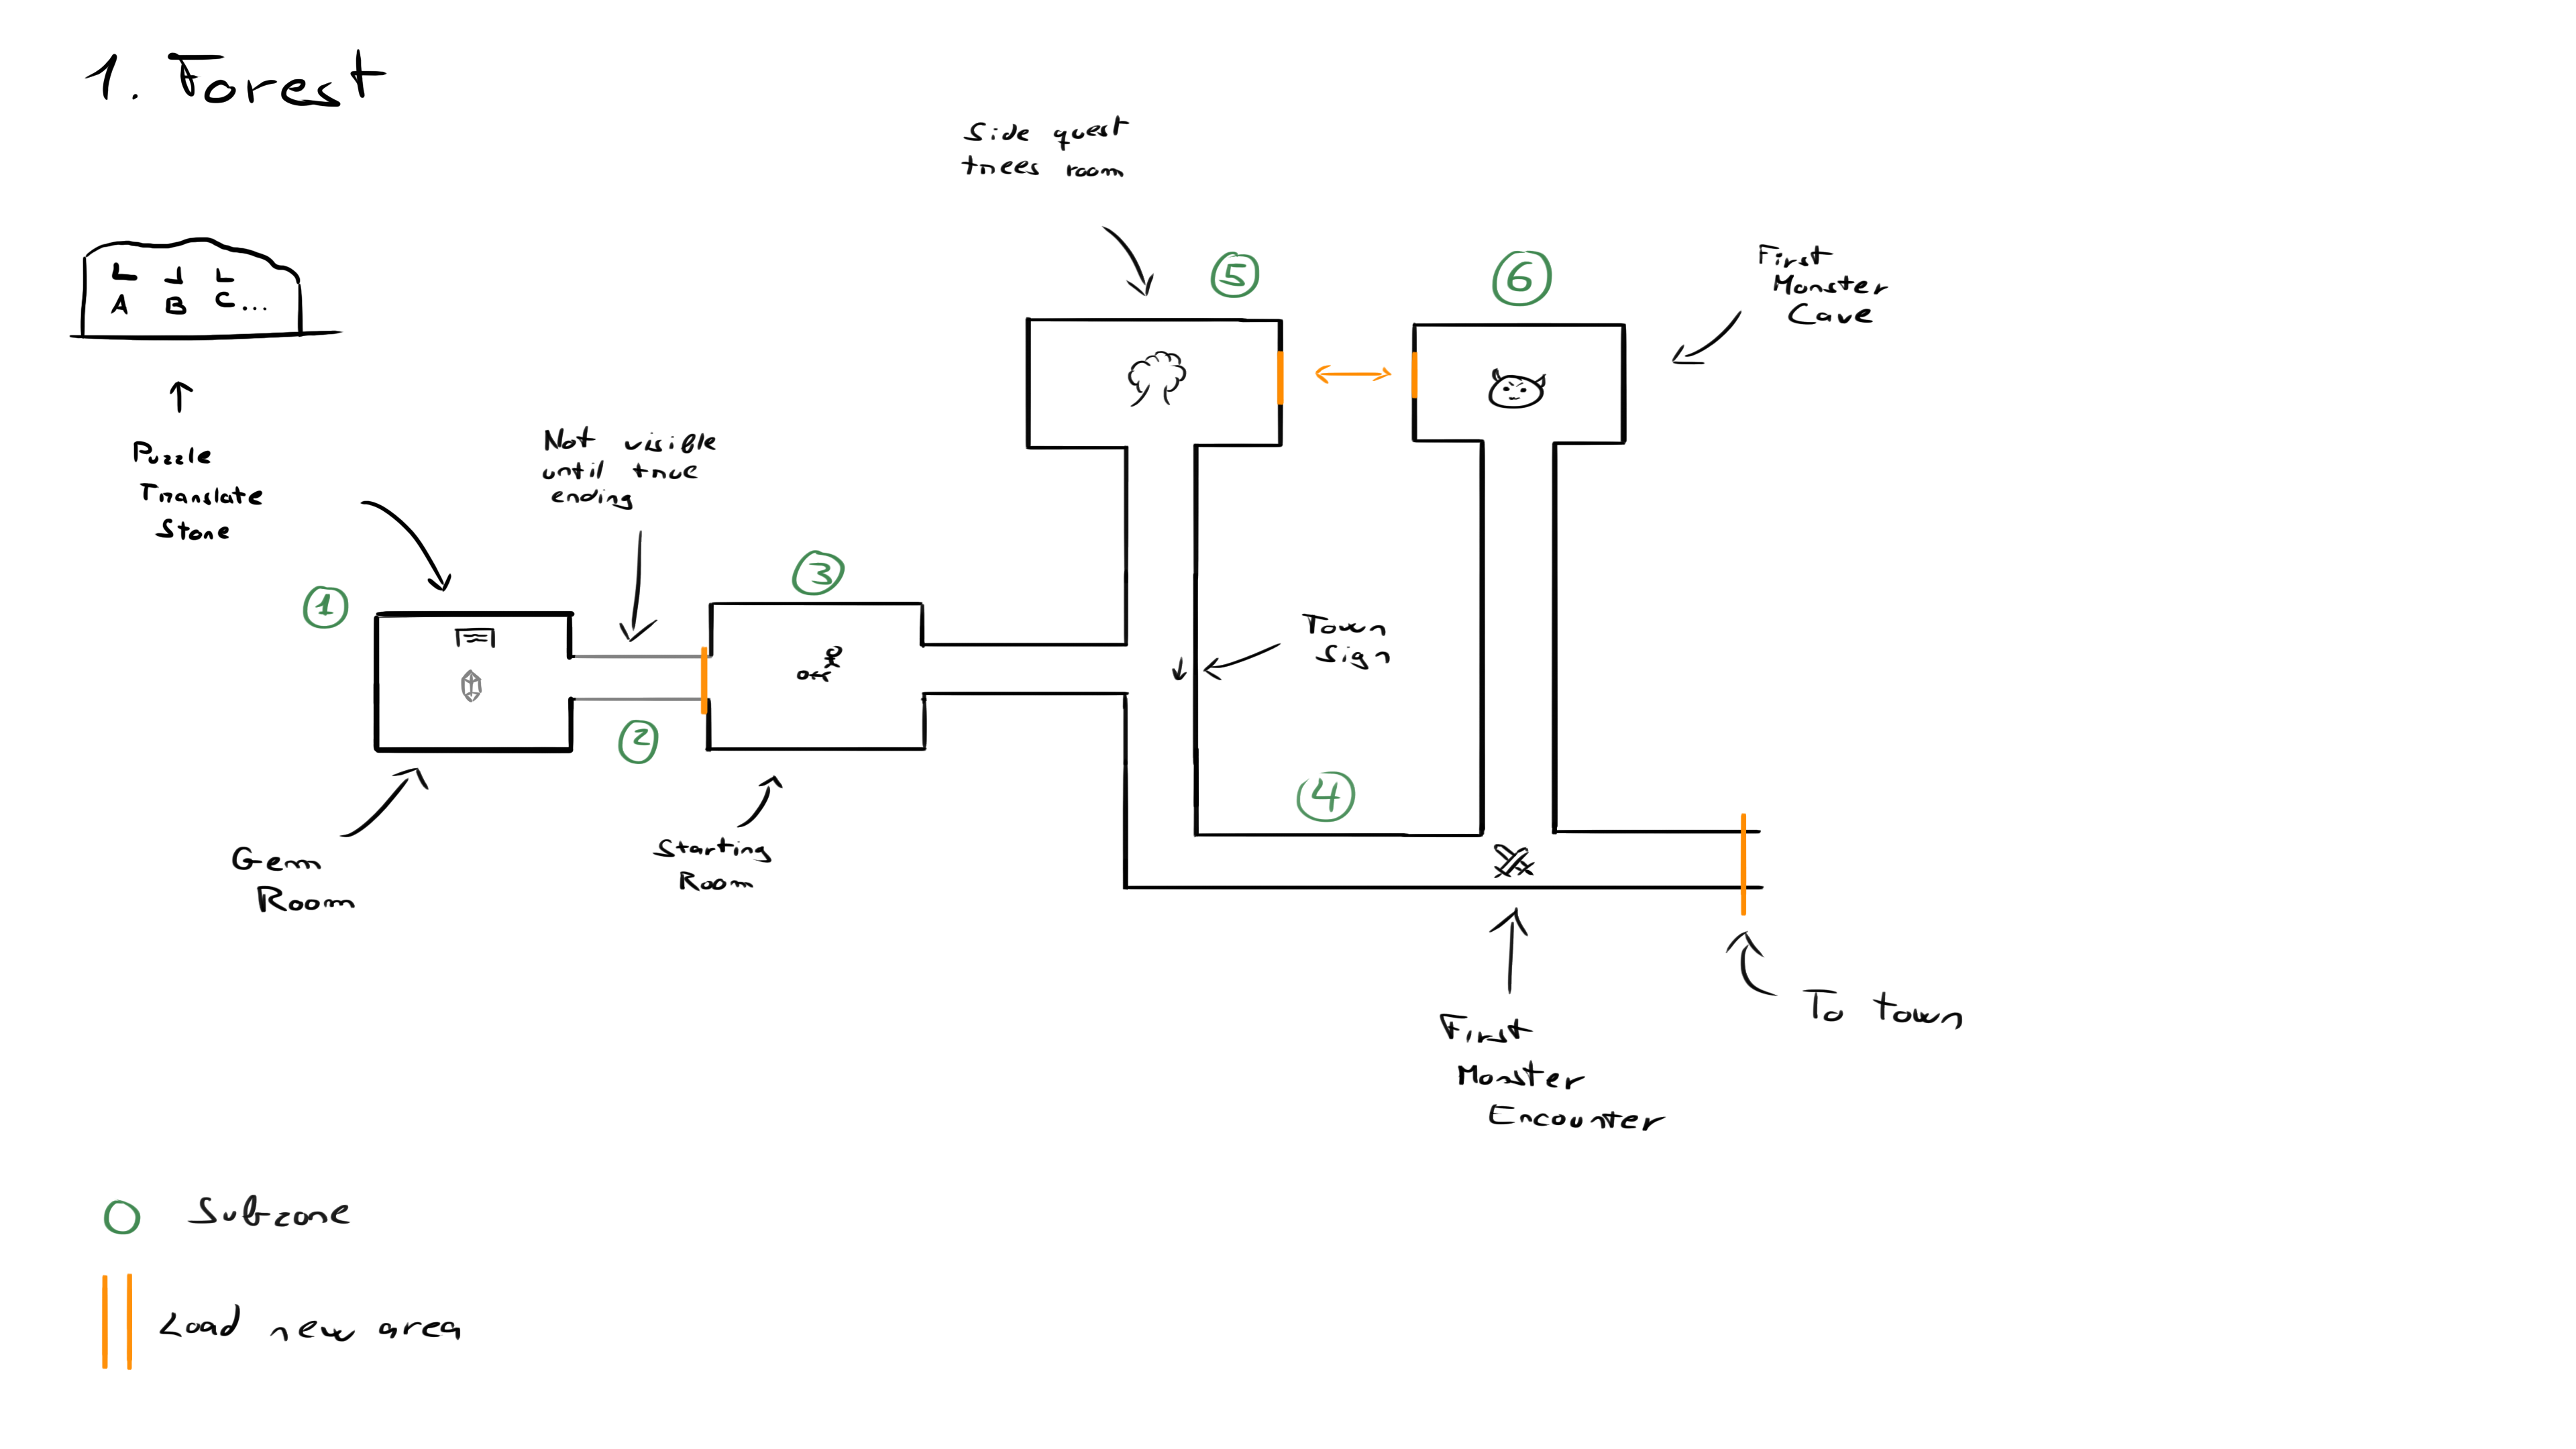 1. Forest
Side quest
trees room
5
6
First
Monster
Cave
L ⅃ L
A B C...
Puzzle
Translate
Stone
Not visible
until true
ending
1
3
2
Town
Sign
4
Gem
Room
Starting
Room
First
Monster
Encounter
To town
Subzone
Load new area